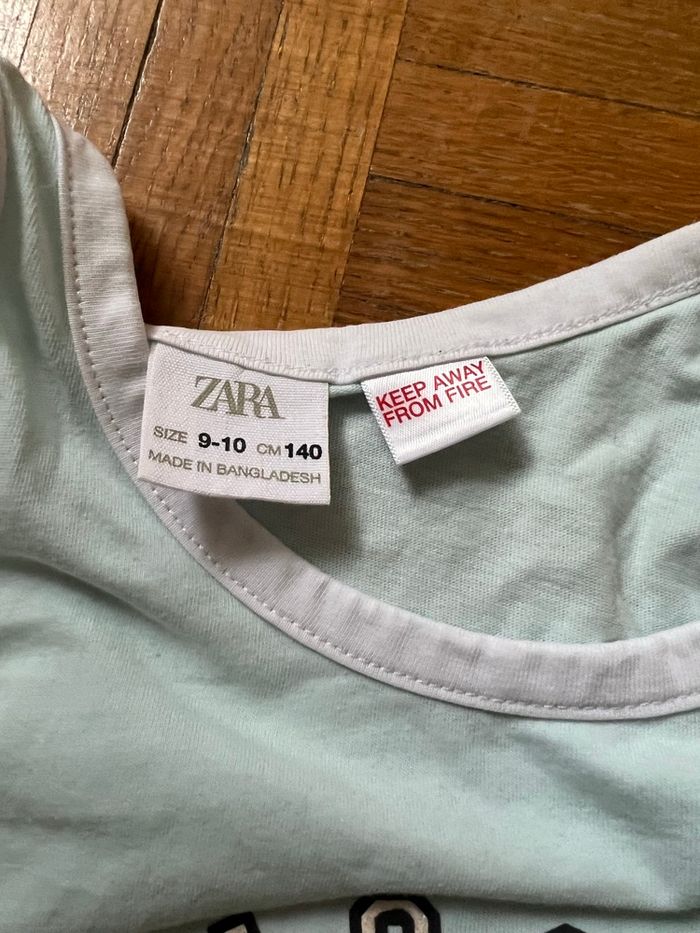 ZARA
SIZE 9-10 CM 140
MADE IN BANGLADESH
KEEP AWAY
FROM FIRE